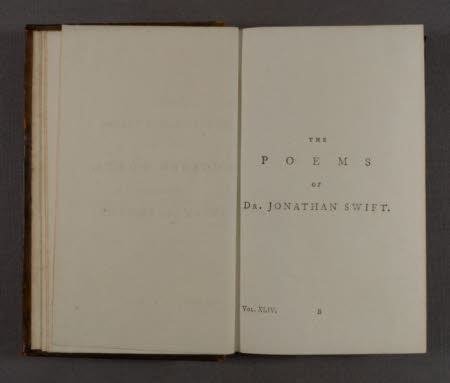 THE
POEMS
OF
DR. JONATHAN SWIFT.
VOL. XLIV. B